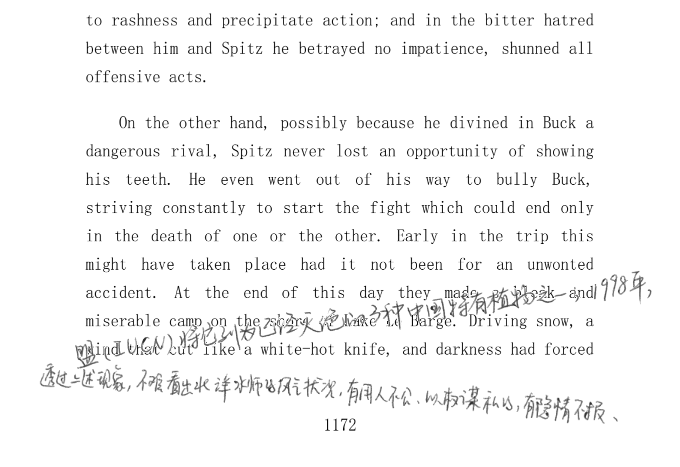 to rashness and precipitate action; and in the bitter hatred
between him and Spitz he betrayed no impatience, shunned all
offensive acts.
On the other hand, possibly because he divined in Buck a
dangerous rival, Spitz never lost an opportunity of showing
his teeth. He even went out of his way to bully Buck,
striving constantly to start the fight which could end only
in the death of one or the other. Early in the trip this
might have taken place had it not been for an unwonted
accident. At the end of this day they made a bleak and
miserable camp on the shore of Lake Le Barge. Driving snow, a
wind that cut like a white-hot knife, and darkness had forced
盟(IUCN)将它列为已经灭绝的3种中国特有植物之一。1998年,
透过上述现象,不难看出北洋水师的风气状况,有用人不公、以权谋私的,有隐情不报、
1172